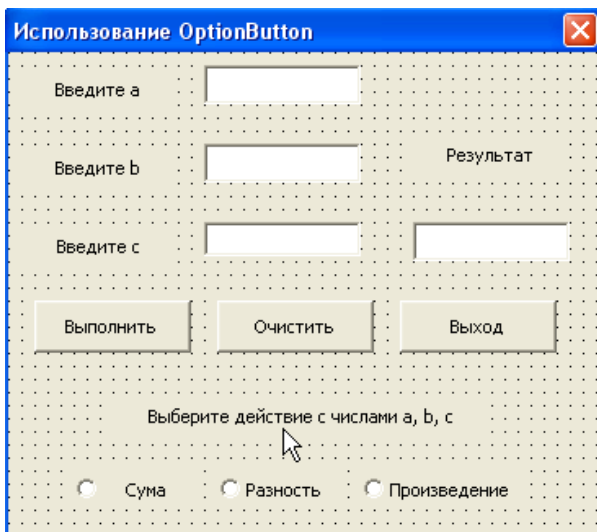 Использование OptionButton
Введите a
Введите b
Результат
Введите c
Выполнить Очистить Выход
Выберите действие с числами a, b, c
Сума Разность Произведение